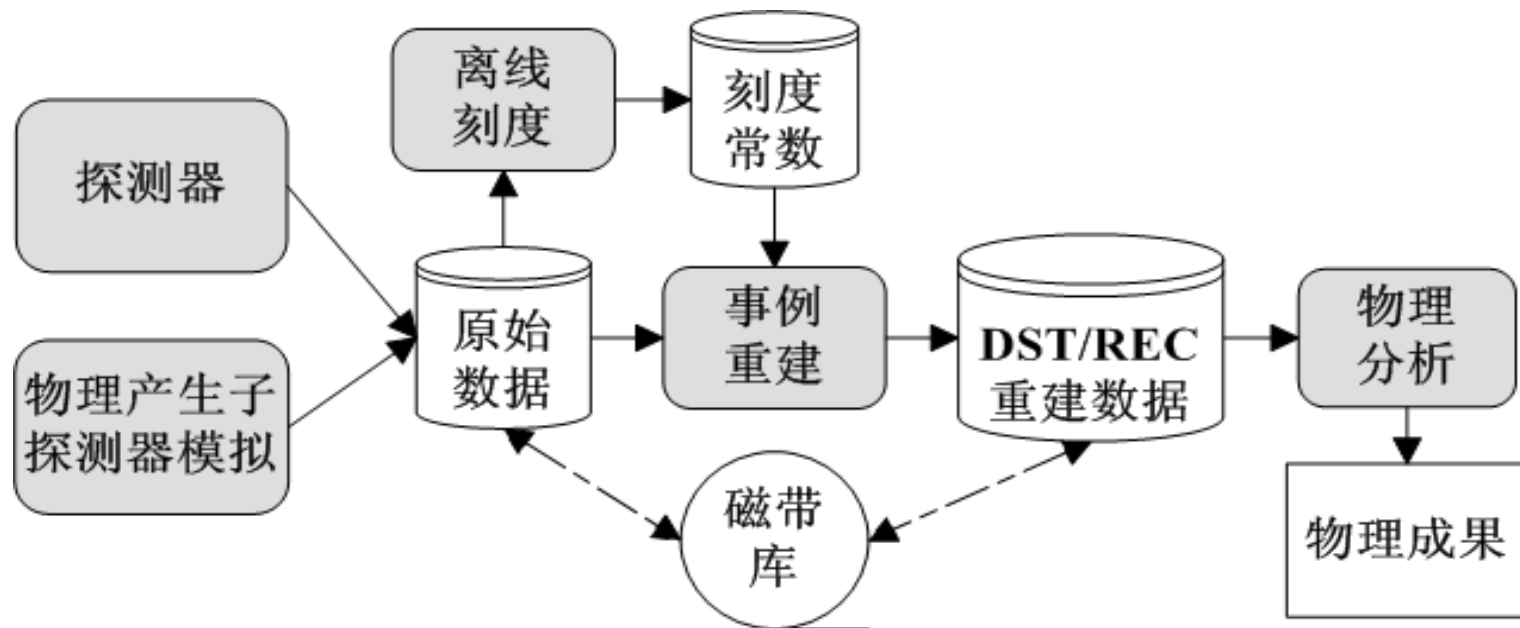 离线
刻度
刻度
常数
探测器
原始
数据
事例
重建
DST/REC
重建数据
物理
分析
物理产生子
探测器模拟
磁带
库
物理成果